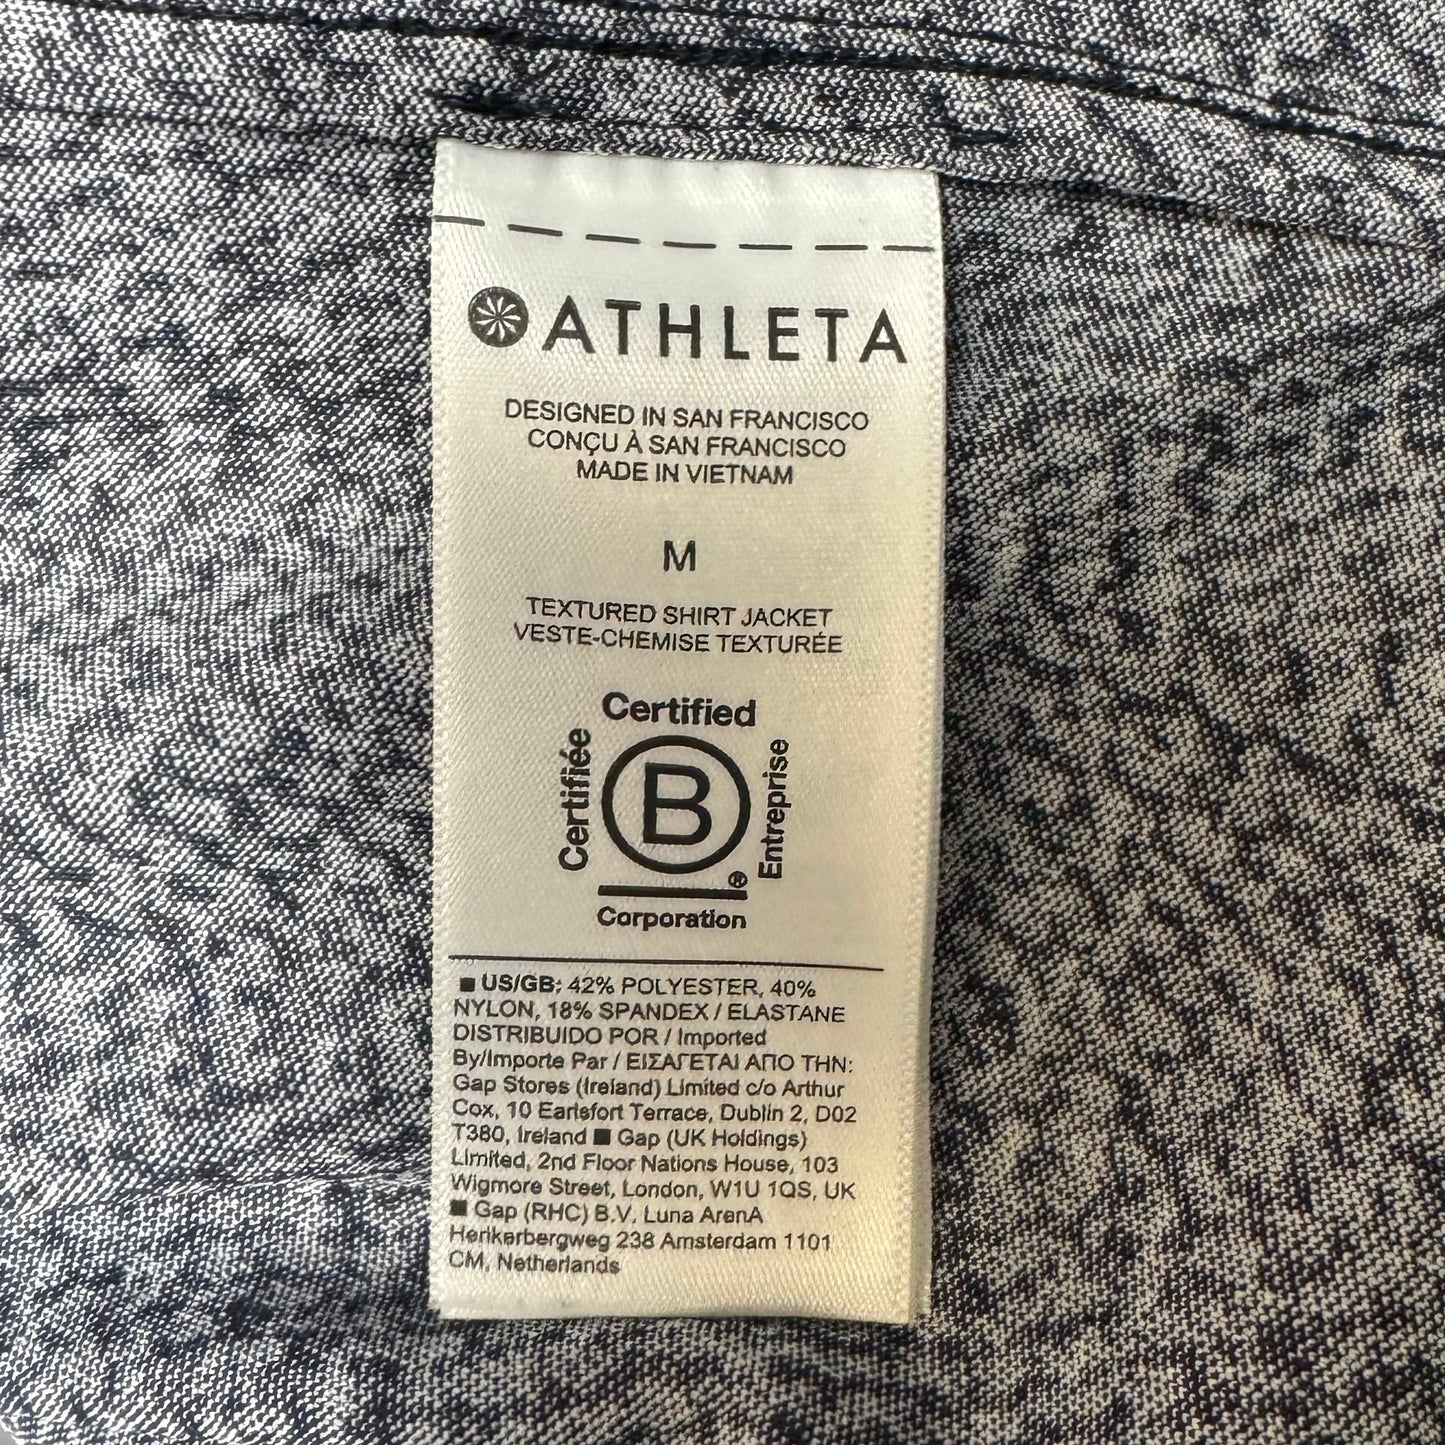 ATHLETA
DESIGNED IN SAN FRANCISCO
CONÇU À SAN FRANCISCO
MADE IN VIETNAM
M
TEXTURED SHIRT JACKET
VESTE-CHEMISE TEXTURÉE
Certified
Certifiée
B
Entreprise
®
Corporation
■ US/GB: 42% POLYESTER, 40%
NYLON, 18% SPANDEX / ELASTANE
DISTRIBUIDO POR / Imported
By/Importe Par / ΕΙΣΑΓΕΤΑΙ ΑΠΟ ΤΗΝ:
Gap Stores (Ireland) Limited c/o Arthur
Cox, 10 Earlsfort Terrace, Dublin 2, D02
T380, Ireland ■ Gap (UK Holdings)
Limited, 2nd Floor Nations House, 103
Wigmore Street, London, W1U 1QS, UK
■ Gap (RHC) B.V. Luna ArenA
Herikerbergweg 238 Amsterdam 1101
CM, Netherlands